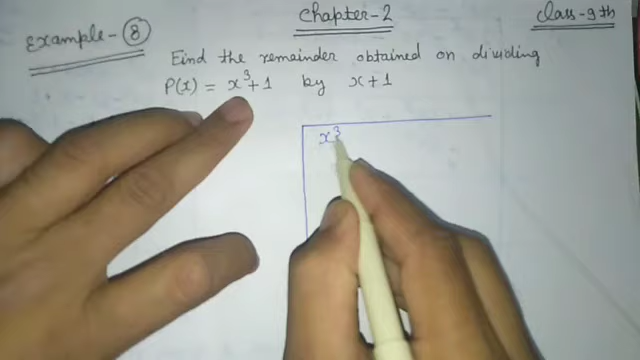 Chapter-2
Class-9th
Example-8
Find the remainder obtained on dividing
P(x) = x³+1 by x+1
x³